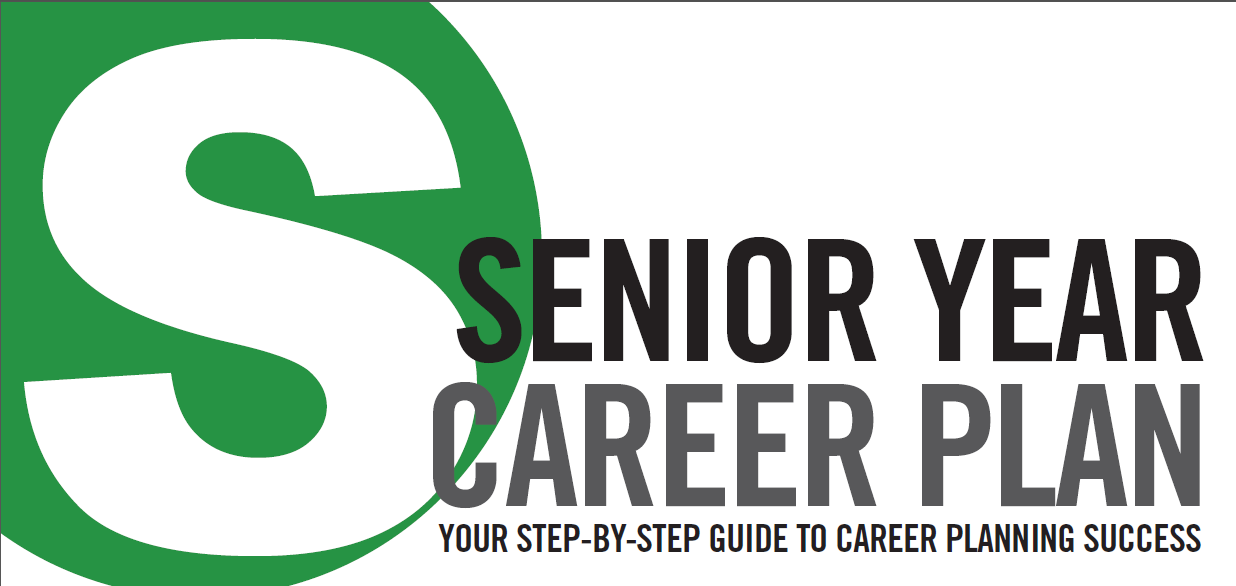 S
SENIOR YEAR
CAREER PLAN
YOUR STEP-BY-STEP GUIDE TO CAREER PLANNING SUCCESS